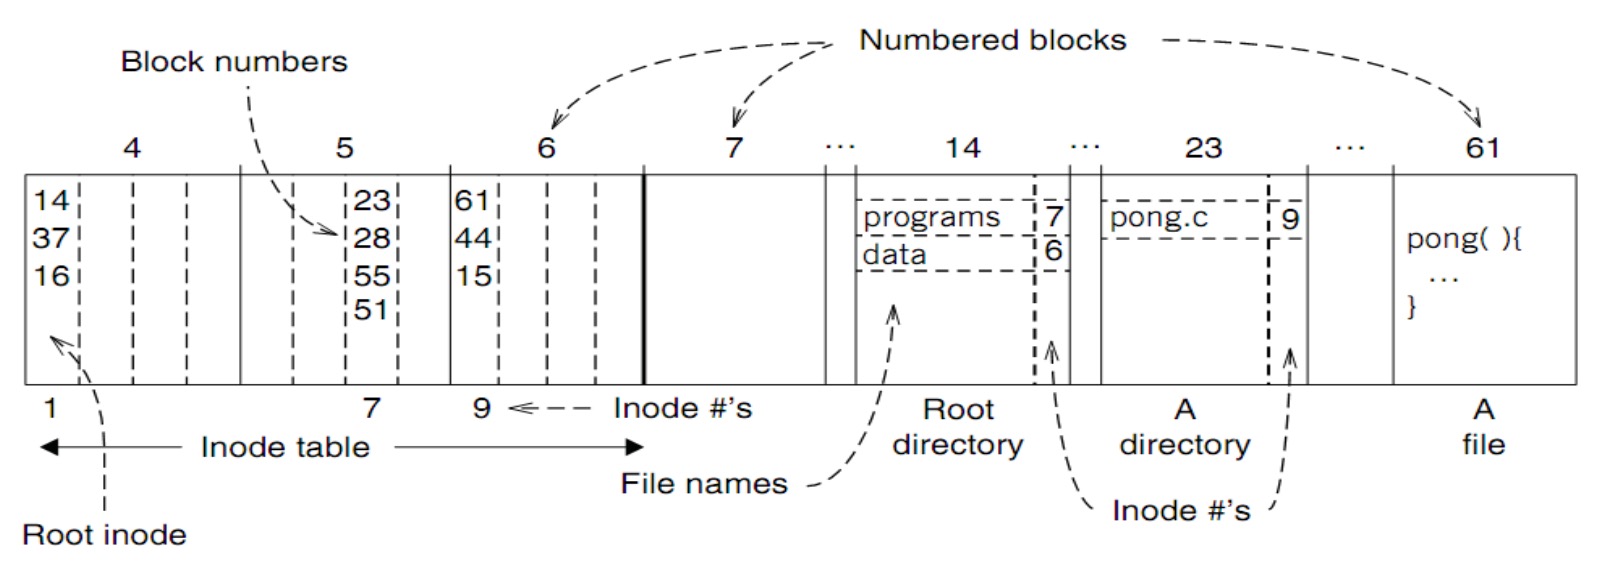 Numbered blocks
Block numbers
4 5 6 7 ... 14 ... 23 ... 61
14 23 61
37 28 44
16 55 15
51
programs 7
data 6
pong.c 9
pong( ){
...
}
1 7 9 Inode #'s
Inode table
Root inode
Root
directory
A
directory
A
file
File names
Inode #'s